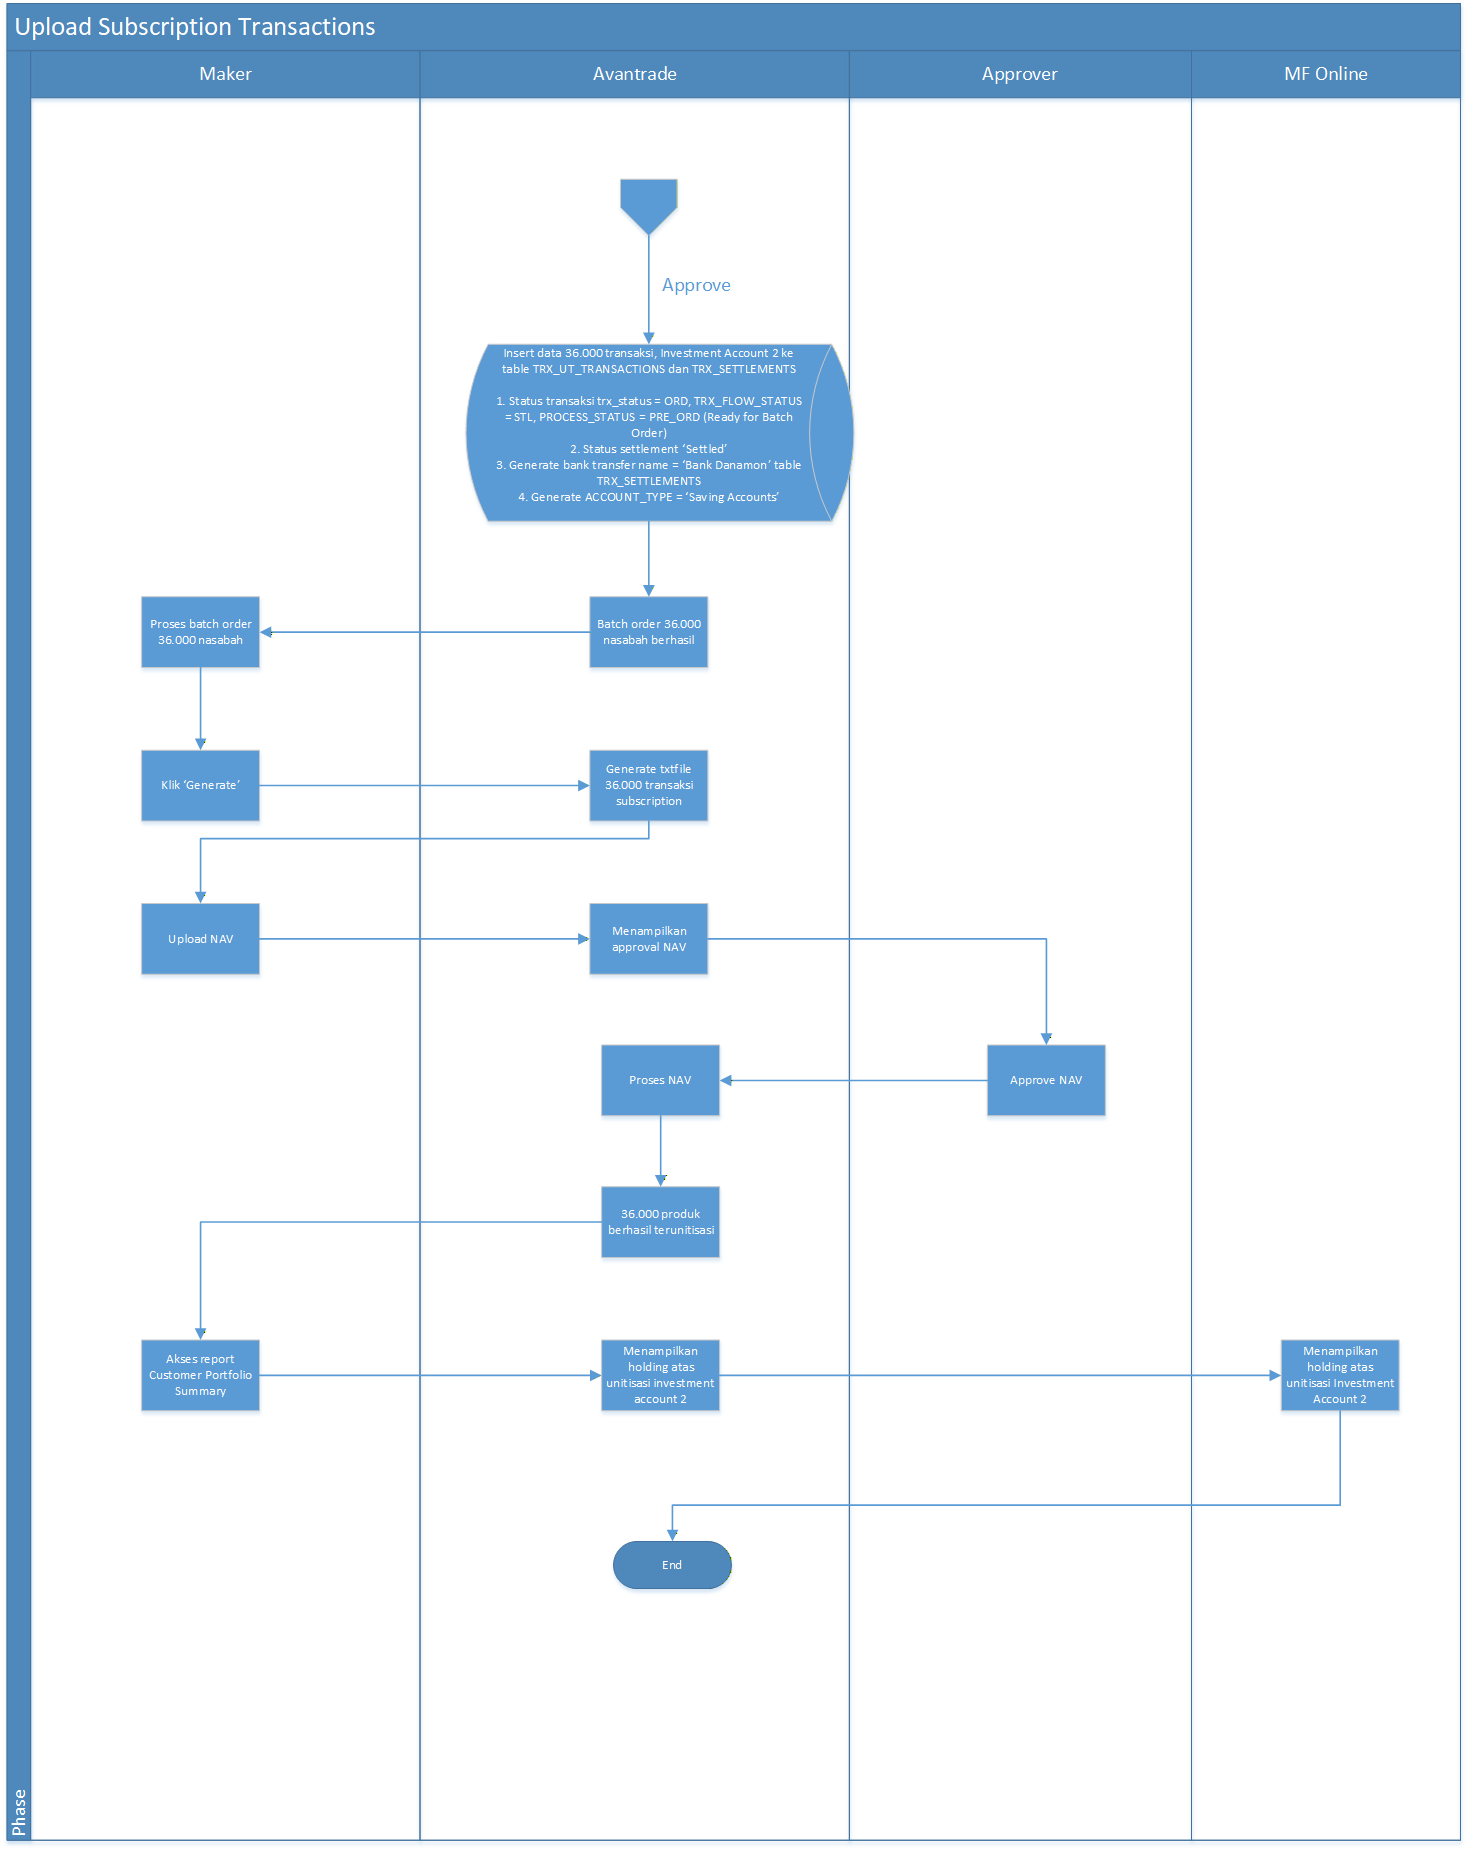 Upload Subscription Transactions
Maker
Avantrade
Approver
MF Online
Approve
Insert data 36.000 transaksi, Investment Account 2 ke
table TRX_UT_TRANSACTIONS dan TRX_SETTLEMENTS
1. Status transaksi trx_status = ORD, TRX_FLOW_STATUS
= STL, PROCESS_STATUS = PRE_ORD (Ready for Batch
Order)
2. Status settlement ‘Settled’
3. Generate bank transfer name = ‘Bank Danamon’ table
TRX_SETTLEMENTS
4. Generate ACCOUNT_TYPE = ‘Saving Accounts’
Proses batch order
36.000 nasabah
Batch order 36.000
nasabah berhasil
Klik ‘Generate’
Generate txtfile
36.000 transaksi
subscription
Upload NAV
Menampilkan
approval NAV
Proses NAV
Approve NAV
36.000 produk
berhasil terunitisasi
Akses report
Customer Portfolio
Summary
Menampilkan
holding atas
unitisasi investment
account 2
Menampilkan
holding atas
unitisasi Investment
Account 2
End
Phase